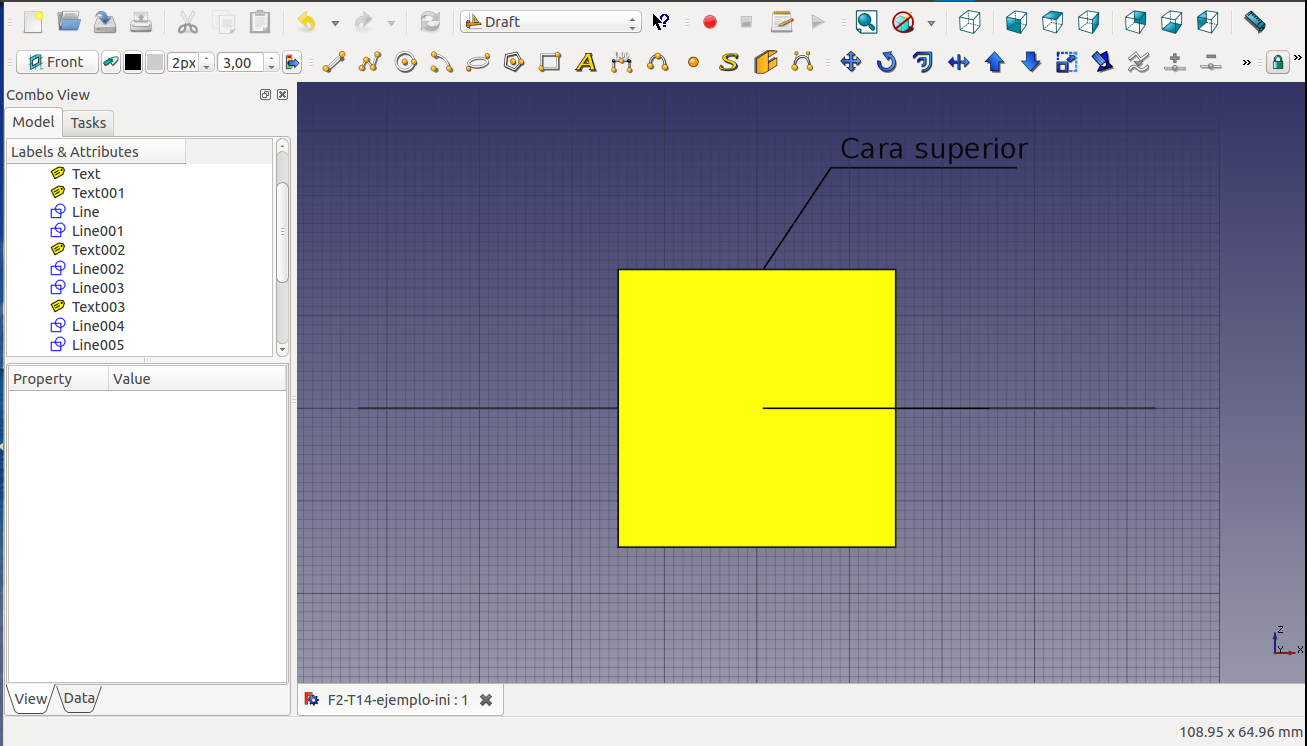 Draft
Front
2px
3,00
Combo View
Model
Tasks
Labels & Attributes
Text
Text001
Line
Line001
Text002
Line002
Line003
Text003
Line004
Line005
Property
Value
Cara superior
Z
Y
X
View
Data
F2-T14-ejemplo-ini : 1
108.95 x 64.96 mm